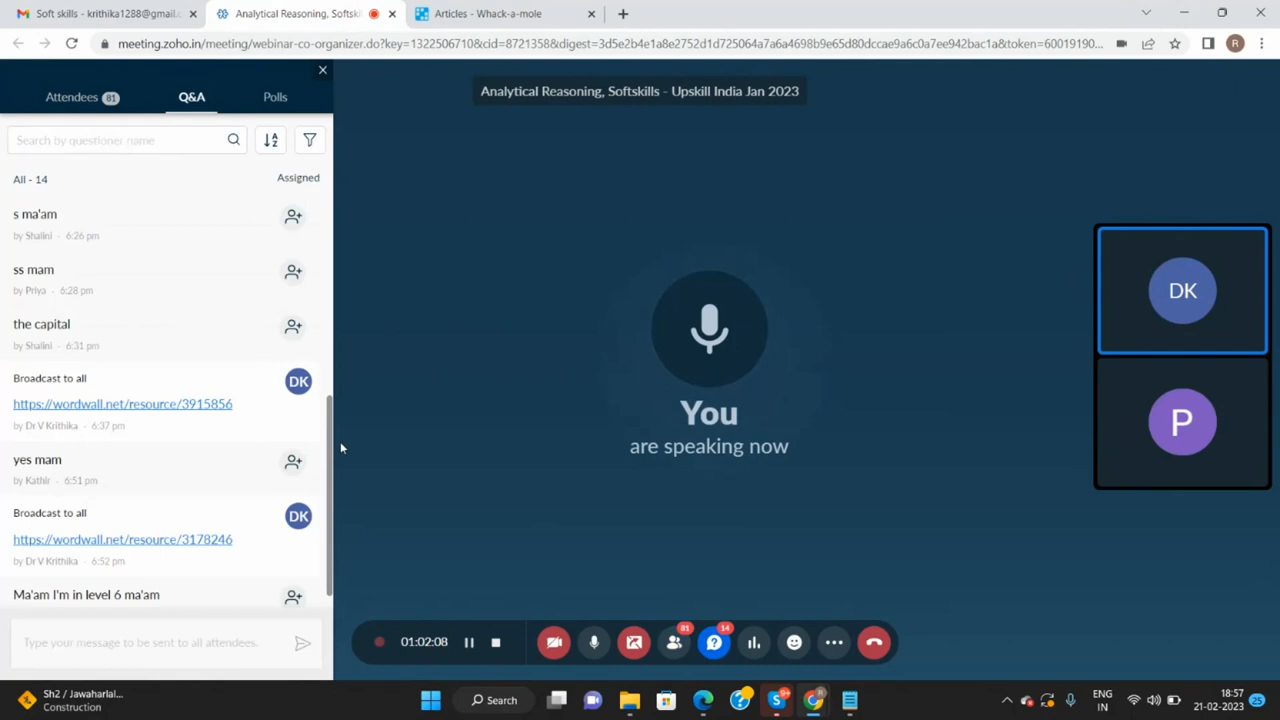 Soft skills - krithika1288@gmail.c
Analytical Reasoning, Softskil
Articles - Whack-a-mole
meeting.zoho.in/meeting/webinar-co-organizer.do?key=1322506710&cid=8721358&digest=3d5e2b4e1a8e2752d1d725064a7a6a4698b9e65d80dccae9a6c0a7ee942bac1a&token=60019190...
R
Attendees 81
Q&A
Polls
Analytical Reasoning, Softskills - Upskill India Jan 2023
Search by questioner name
All - 14
Assigned
s ma'am
by Shalini - 6:26 pm
ss mam
by Priya - 6:28 pm
the capital
by Shalini - 6:31 pm
Broadcast to all
DK
https://wordwall.net/resource/3915856
by Dr V Krithika - 6:37 pm
yes mam
by Kathir - 6:51 pm
Broadcast to all
DK
https://wordwall.net/resource/3178246
by Dr V Krithika - 6:52 pm
Ma'am I'm in level 6 ma'am
Type your message to be sent to all attendees.
You
are speaking now
DK
P
01:02:08
81
14
Sh2 / Jawaharlal...
Construction
Search
ENG
IN
18:57
21-02-2023
25